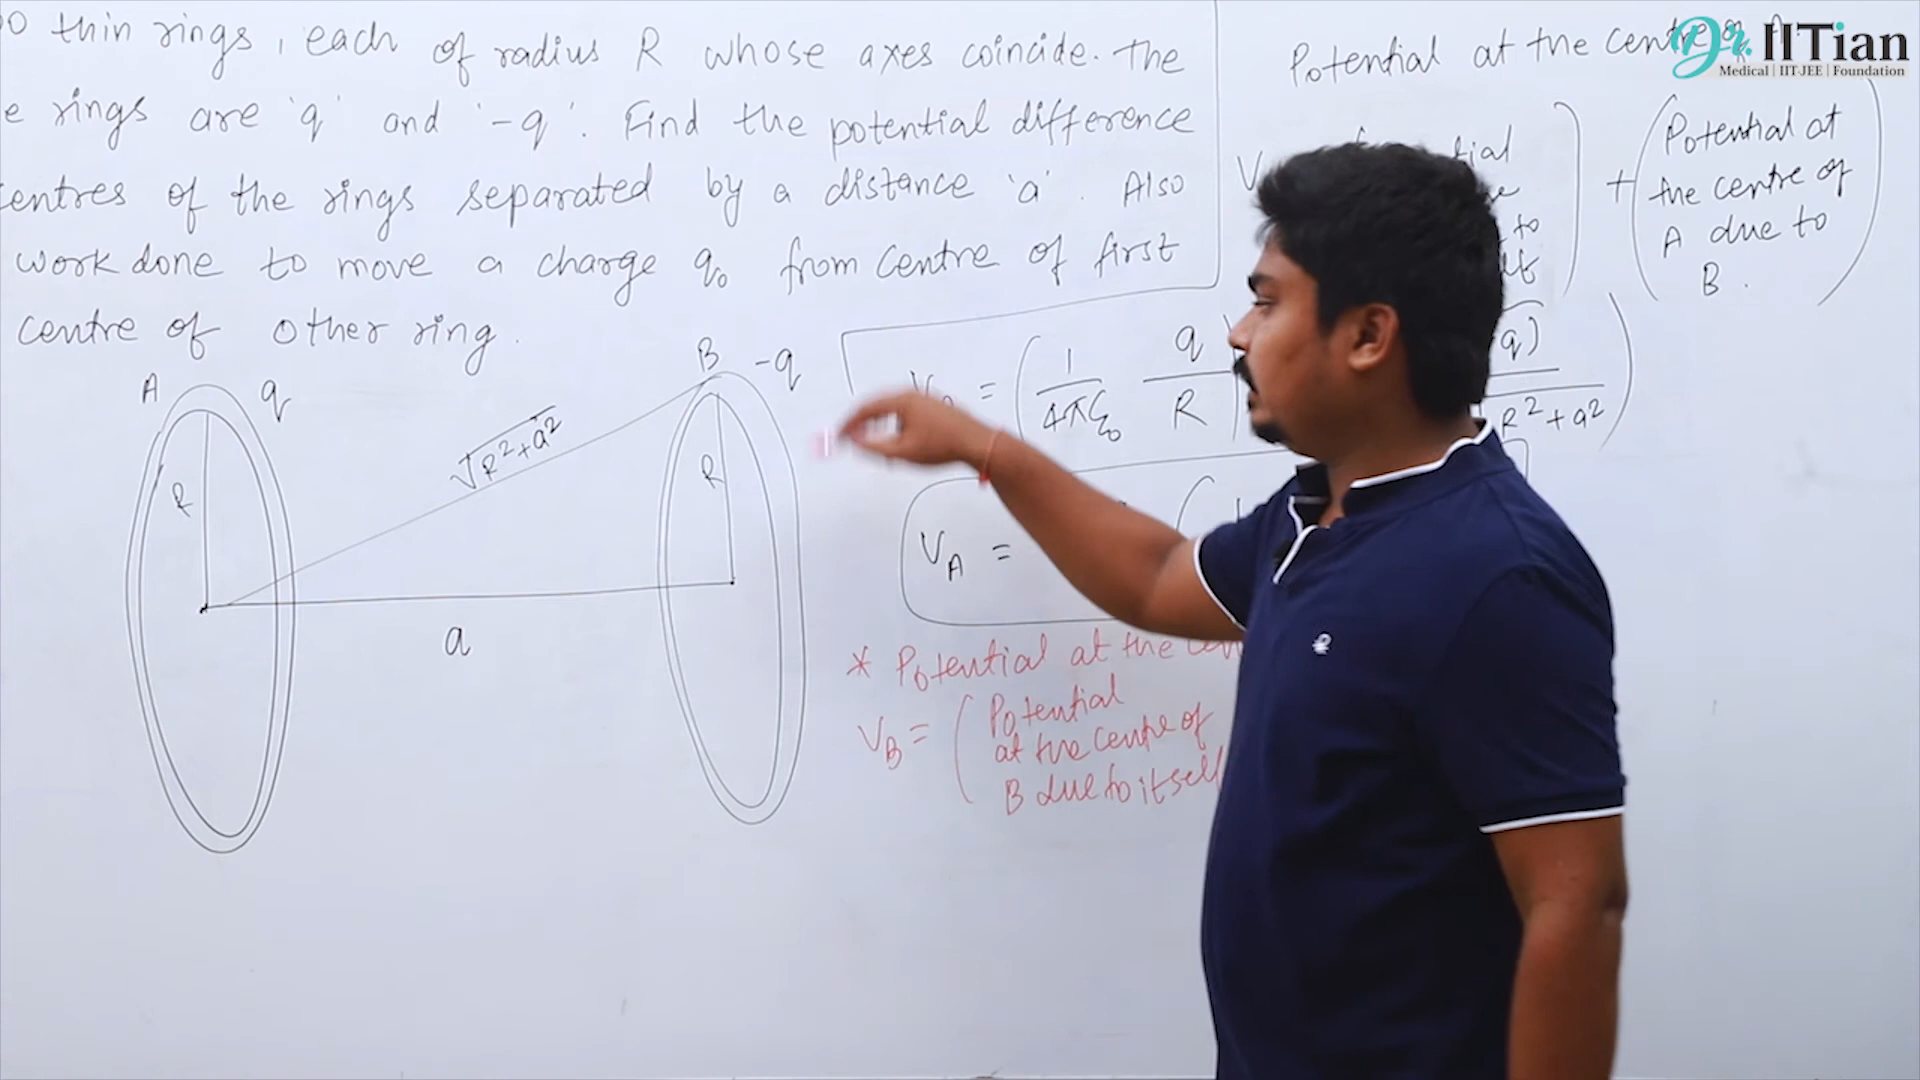 thin rings, each of radius R whose axes coincide. The
rings are 'q' and '-q'. Find the potential difference
of the rings separated by a distance 'a'. Also
work done to move a charge q₀ from centre of first
centre of other ring.
A q
R
√R²+a²
B -q
R
a
Potential at the centre of
+ (Potential at
the centre of
A due to
B.)
= (1/4πε₀ q/R
q)
R²+a²
V_A =
* Potential at the
V_B = (Potential
at the centre of
B due to itself
Dr. IITian
Medical | IIT-JEE | Foundation